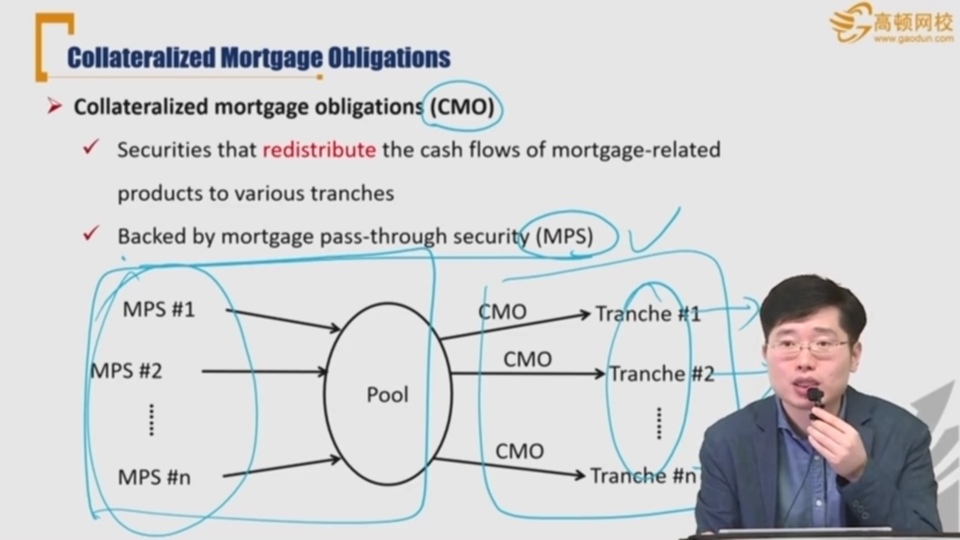 高顿网校
www.gaodun.com
Collateralized Mortgage Obligations
Collateralized mortgage obligations (CMO)
Securities that redistribute the cash flows of mortgage-related
products to various tranches
Backed by mortgage pass-through security (MPS)
MPS #1
CMO
Tranche #1
MPS #2
CMO
Tranche #2
Pool
MPS #n
CMO
Tranche #n